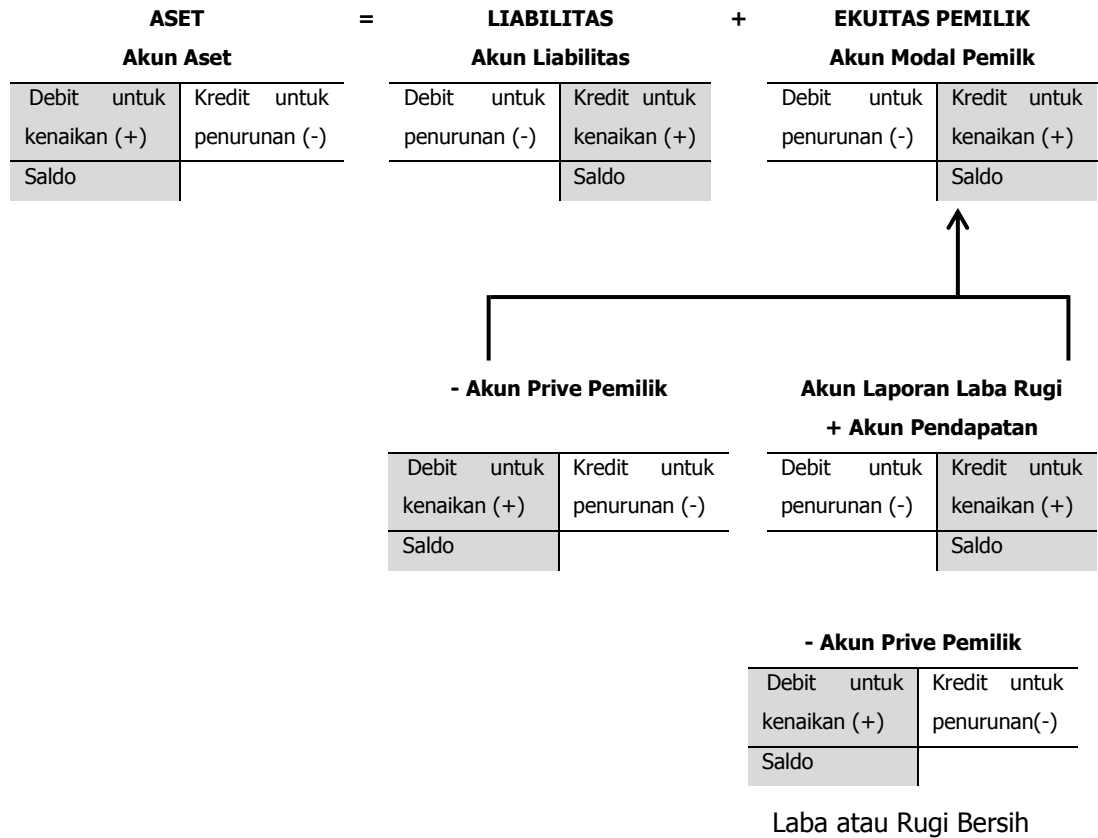 ASET = LIABILITAS + EKUITAS PEMILIK
Akun Aset Akun Liabilitas Akun Modal Pemilk
Debit untuk Kredit untuk Debit untuk Kredit untuk Debit untuk Kredit untuk
kenaikan (+) penurunan (-) penurunan (-) kenaikan (+) penurunan (-) kenaikan (+)
Saldo Saldo Saldo
- Akun Prive Pemilik Akun Laporan Laba Rugi
+ Akun Pendapatan
Debit untuk Kredit untuk Debit untuk Kredit untuk
kenaikan (+) penurunan (-) penurunan (-) kenaikan (+)
Saldo Saldo
- Akun Prive Pemilik
Debit untuk Kredit untuk
kenaikan (+) penurunan(-)
Saldo
Laba atau Rugi Bersih